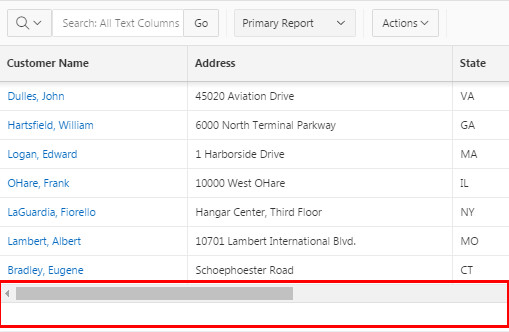 Search: All Text Columns Go Primary Report Actions
Customer Name Address State
Dulles, John 45020 Aviation Drive VA
Hartsfield, William 6000 North Terminal Parkway GA
Logan, Edward 1 Harborside Drive MA
OHare, Frank 10000 West OHare IL
LaGuardia, Fiorello Hangar Center, Third Floor NY
Lambert, Albert 10701 Lambert International Blvd. MO
Bradley, Eugene Schoephoester Road CT